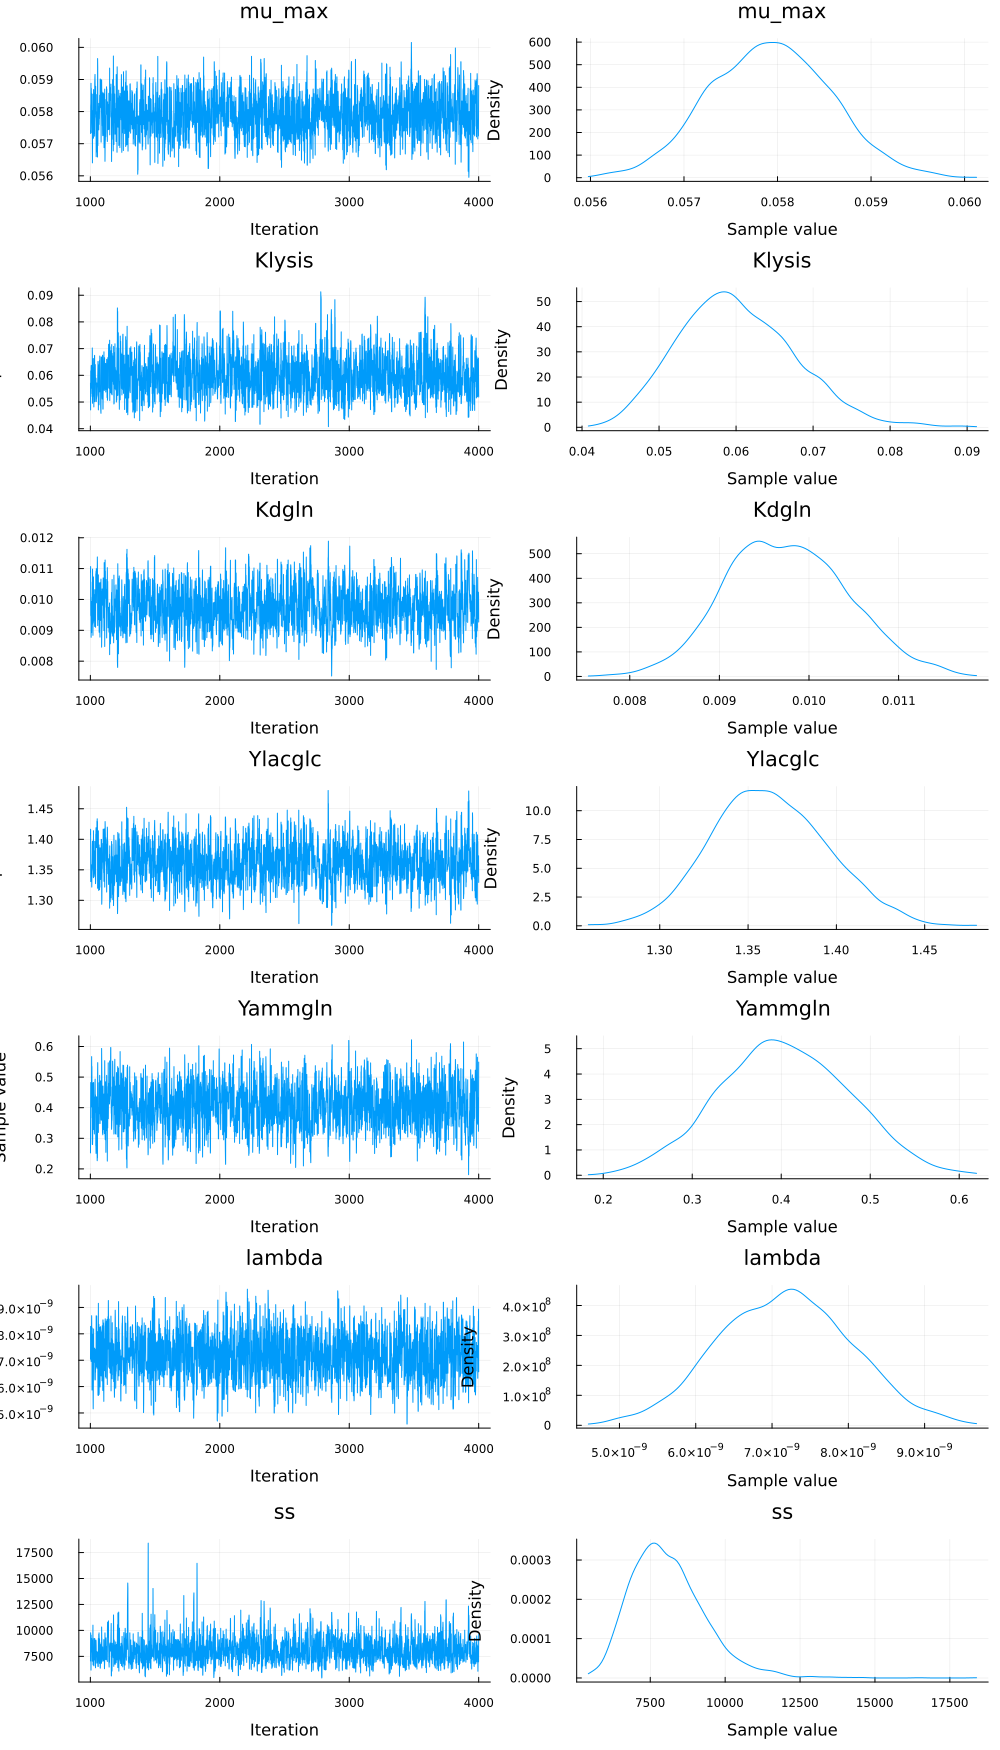 mu_max mu_max
0.060
0.059
0.058
0.057
0.056
1000 2000 3000 4000
Iteration
Density
600
500
400
300
200
100
0
0.056 0.057 0.058 0.059 0.060
Sample value
Klysis Klysis
0.09
0.08
0.07
0.06
0.05
0.04
1000 2000 3000 4000
Iteration
Density
50
40
30
20
10
0
0.04 0.05 0.06 0.07 0.08 0.09
Sample value
Kdgln Kdgln
0.012
0.011
0.010
0.009
0.008
1000 2000 3000 4000
Iteration
Density
500
400
300
200
100
0
0.008 0.009 0.010 0.011
Sample value
Ylacglc Ylacglc
1.45
1.40
1.35
1.30
1000 2000 3000 4000
Iteration
Density
10.0
7.5
5.0
2.5
0.0
1.30 1.35 1.40 1.45
Sample value
Yammgln Yammgln
Sample value
0.6
0.5
0.4
0.3
0.2
1000 2000 3000 4000
Iteration
Density
5
4
3
2
1
0
0.2 0.3 0.4 0.5 0.6
Sample value
lambda lambda
9.0×10⁻⁹
8.0×10⁻⁹
7.0×10⁻⁹
6.0×10⁻⁹
5.0×10⁻⁹
1000 2000 3000 4000
Iteration
Density
4.0×10⁸
3.0×10⁸
2.0×10⁸
1.0×10⁸
0
5.0×10⁻⁹ 6.0×10⁻⁹ 7.0×10⁻⁹ 8.0×10⁻⁹ 9.0×10⁻⁹
Sample value
ss ss
17500
15000
12500
10000
7500
1000 2000 3000 4000
Iteration
Density
0.0003
0.0002
0.0001
0.0000
7500 10000 12500 15000 17500
Sample value